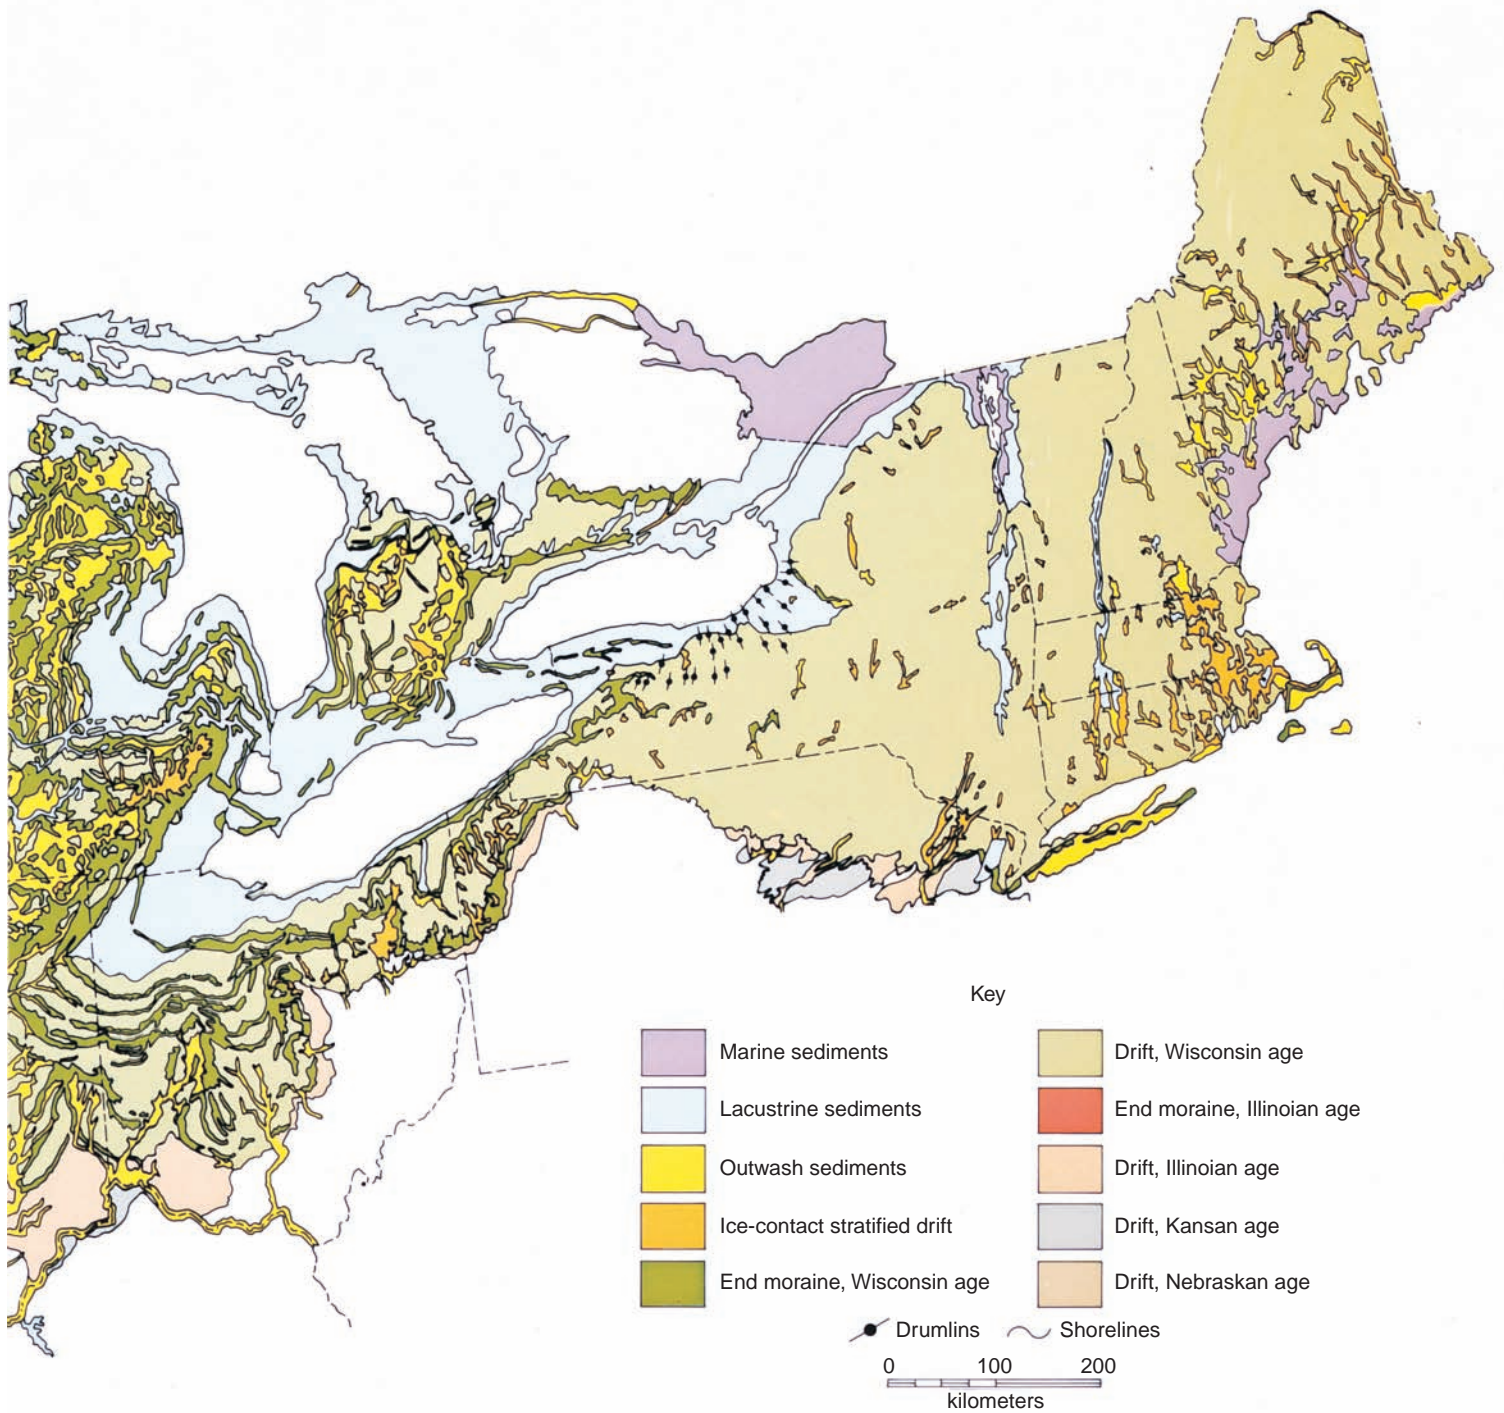 Key
Marine sediments
Lacustrine sediments
Outwash sediments
Ice-contact stratified drift
End moraine, Wisconsin age
Drift, Wisconsin age
End moraine, Illinoian age
Drift, Illinoian age
Drift, Kansan age
Drift, Nebraskan age
Drumlins
Shorelines
0 100 200
kilometers